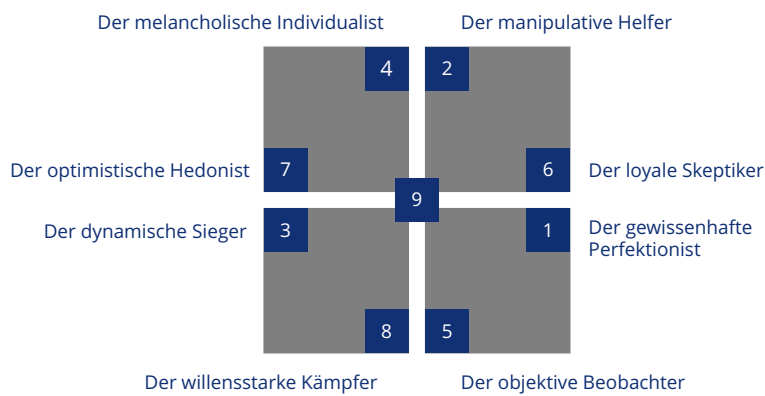 Der melancholische Individualist
Der manipulative Helfer
4
2
Der optimistische Hedonist
7
6
Der loyale Skeptiker
9
Der dynamische Sieger
3
1
Der gewissenhafte
Perfektionist
8
5
Der willensstarke Kämpfer
Der objektive Beobachter